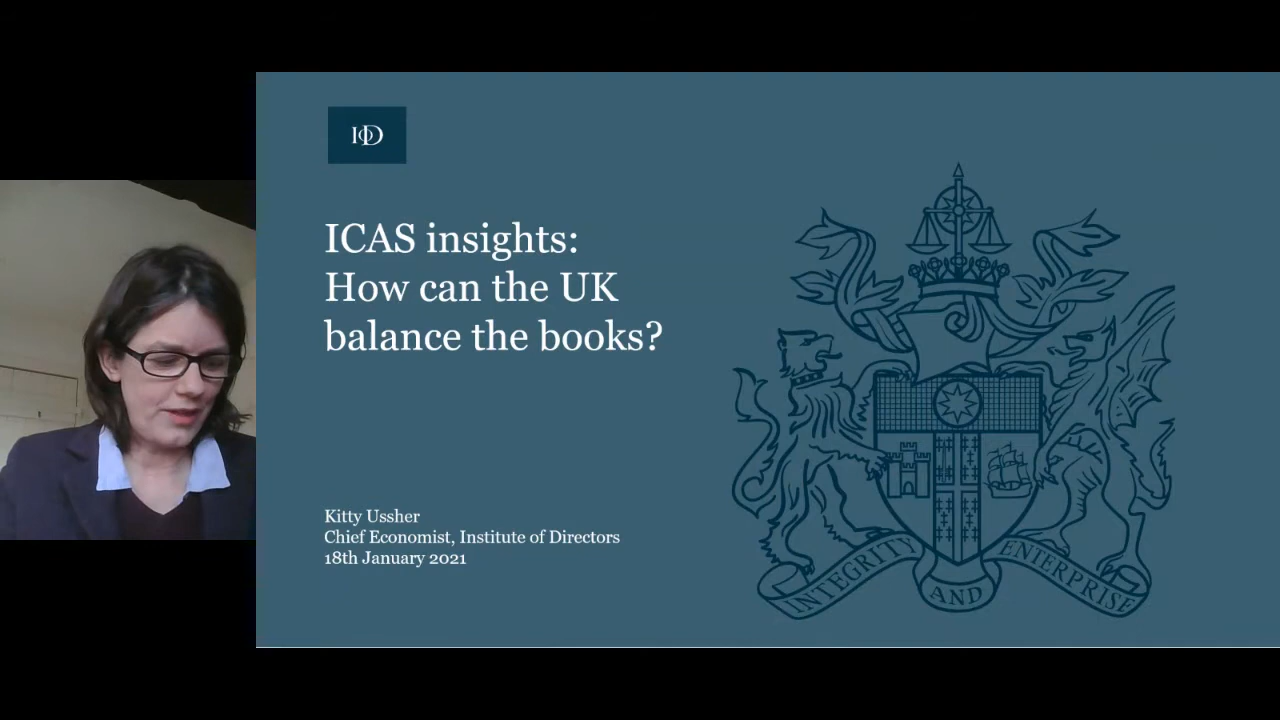 IoD
ICAS insights:
How can the UK
balance the books?
Kitty Ussher
Chief Economist, Institute of Directors
18th January 2021
INTEGRITY
AND
ENTERPRISE